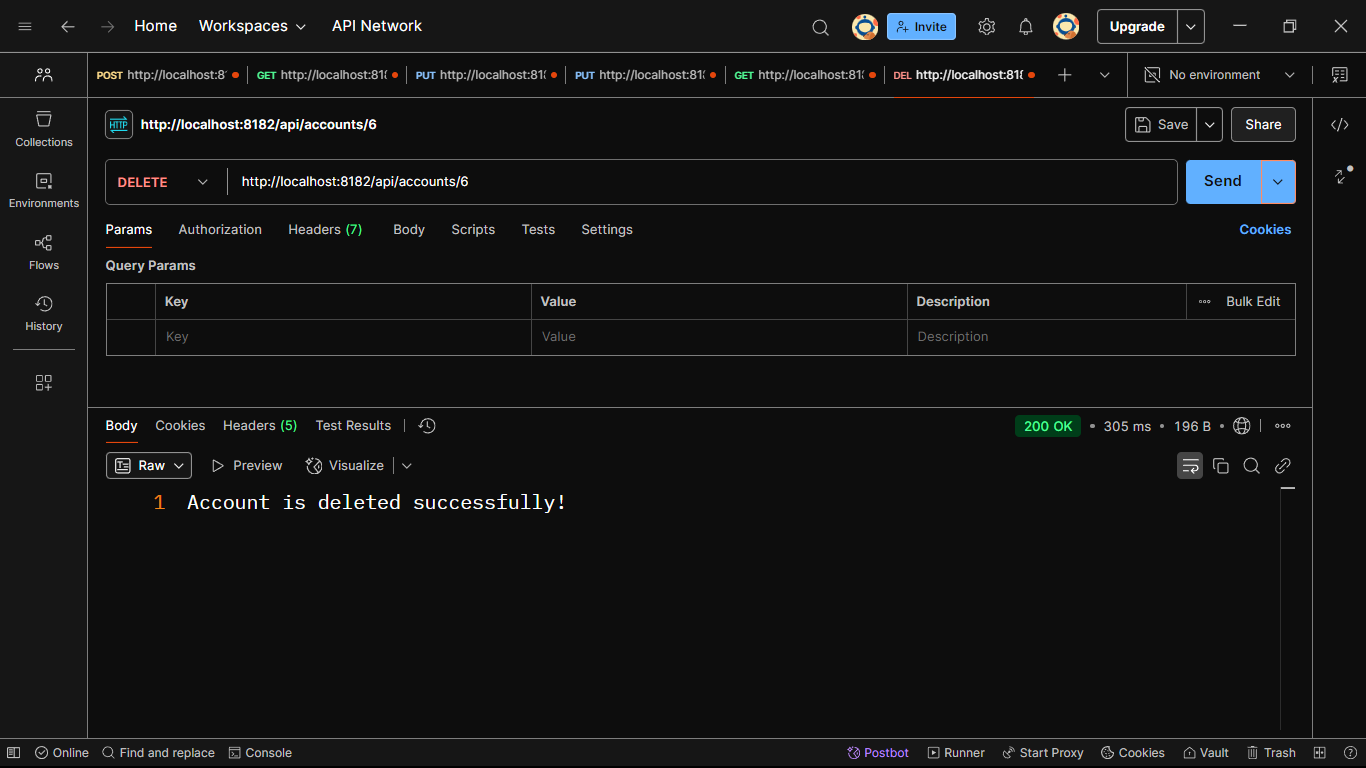 Home Workspaces API Network Invite Upgrade
POST http://localhost:8 GET http://localhost:81 PUT http://localhost:81 PUT http://localhost:81 GET http://localhost:81 DEL http://localhost:81 No environment
HTTP http://localhost:8182/api/accounts/6 Save Share
Collections
DELETE http://localhost:8182/api/accounts/6 Send
Environments
Params Authorization Headers (7) Body Scripts Tests Settings Cookies
Flows
Query Params
Key Value Description Bulk Edit
History
Key Value Description
Body Cookies Headers (5) Test Results 200 OK • 305 ms • 196 B •
Raw Preview Visualize
1 Account is deleted successfully!
Online Find and replace Console Postbot Runner Start Proxy Cookies Vault Trash